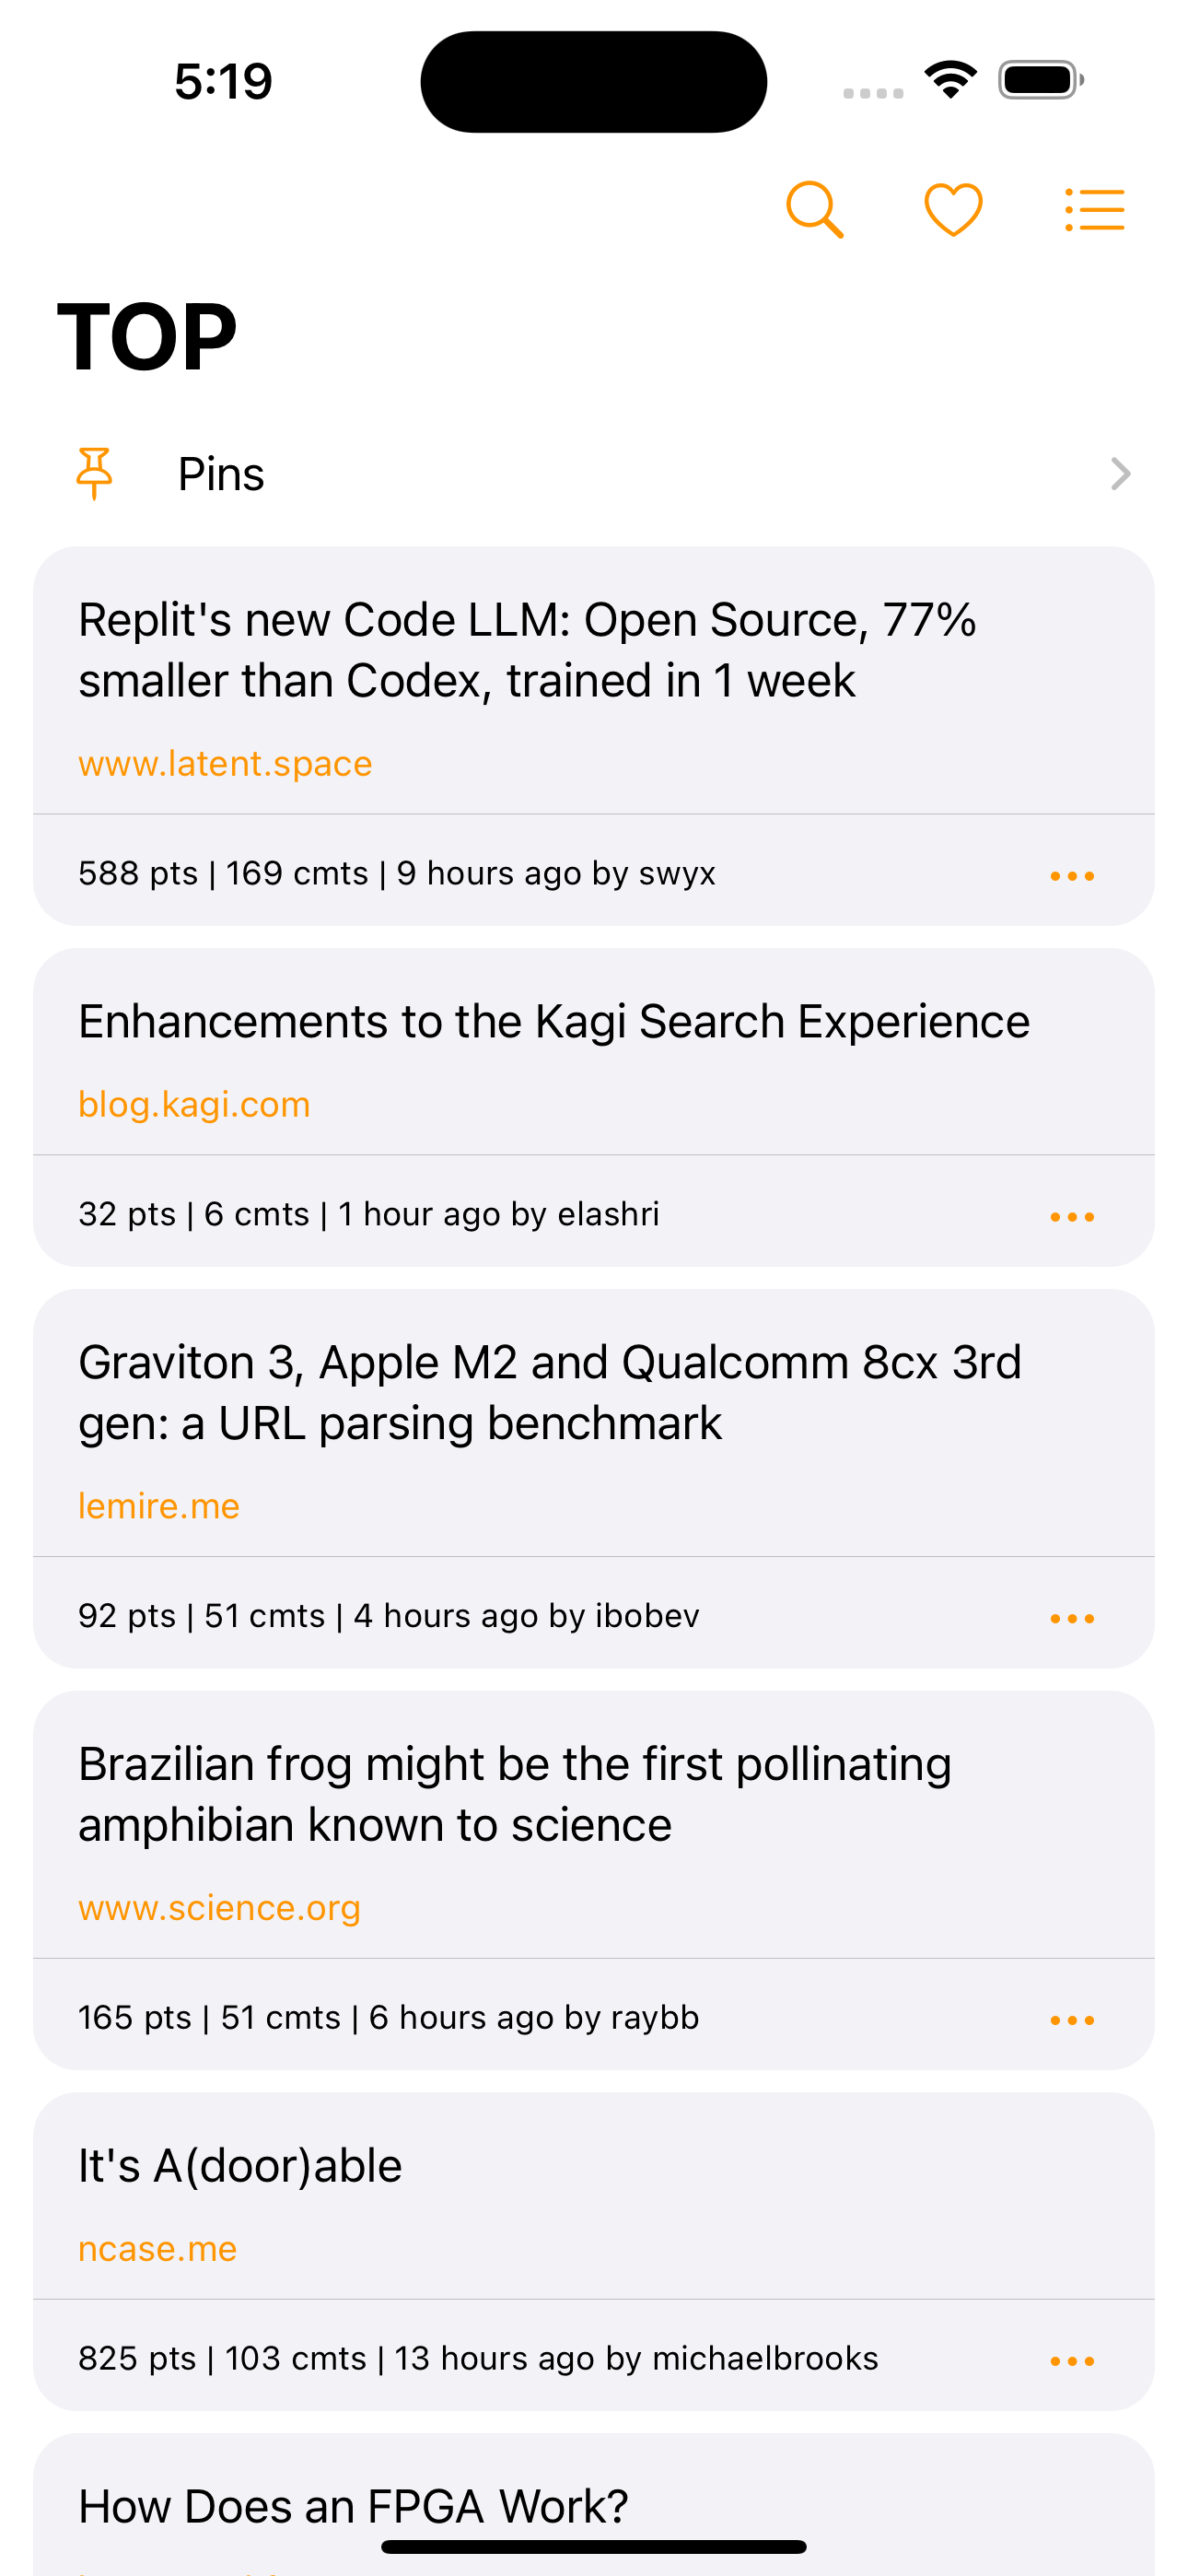 5:19
TOP
Pins
Replit's new Code LLM: Open Source, 77%
smaller than Codex, trained in 1 week
www.latent.space
588 pts | 169 cmts | 9 hours ago by swyx
Enhancements to the Kagi Search Experience
blog.kagi.com
32 pts | 6 cmts | 1 hour ago by elashri
Graviton 3, Apple M2 and Qualcomm 8cx 3rd
gen: a URL parsing benchmark
lemire.me
92 pts | 51 cmts | 4 hours ago by ibobev
Brazilian frog might be the first pollinating
amphibian known to science
www.science.org
165 pts | 51 cmts | 6 hours ago by raybb
It's A(door)able
ncase.me
825 pts | 103 cmts | 13 hours ago by michaelbrooks
How Does an FPGA Work?